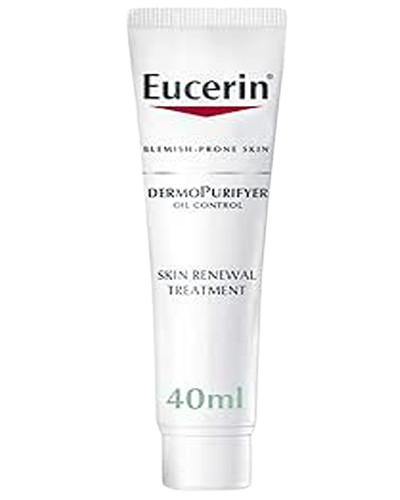 Eucerin®
BLEMISH-PRONE SKIN
DERMOPURIFYER
OIL CONTROL
SKIN RENEWAL
TREATMENT
40ml